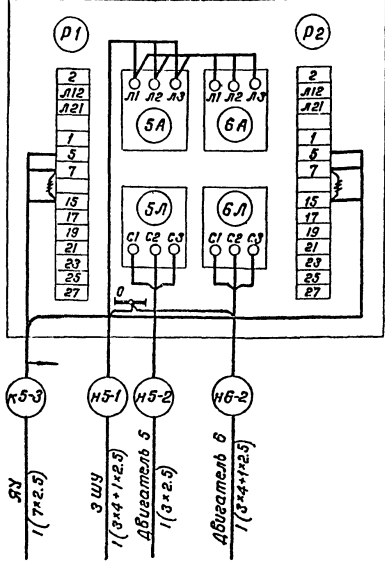 Р1
Р2
2
Л12
Л21
1
5
7
15
17
19
21
23
25
27
Л1 Л2 Л3
5А
Л1 Л2 Л3
6А
5Л
С1 С2 С3
6Л
С1 С2 С3
2
Л12
Л21
1
5
7
15
17
19
21
23
25
27
0
К5-3
Н5-1
Н5-2
Н6-2
ЯУ
1(7×2.5)
3 ШУ
1(3×4+1×2.5)
Двигатель 5
1(3×2.5)
Двигатель 6
1(3×4+1×2.5)